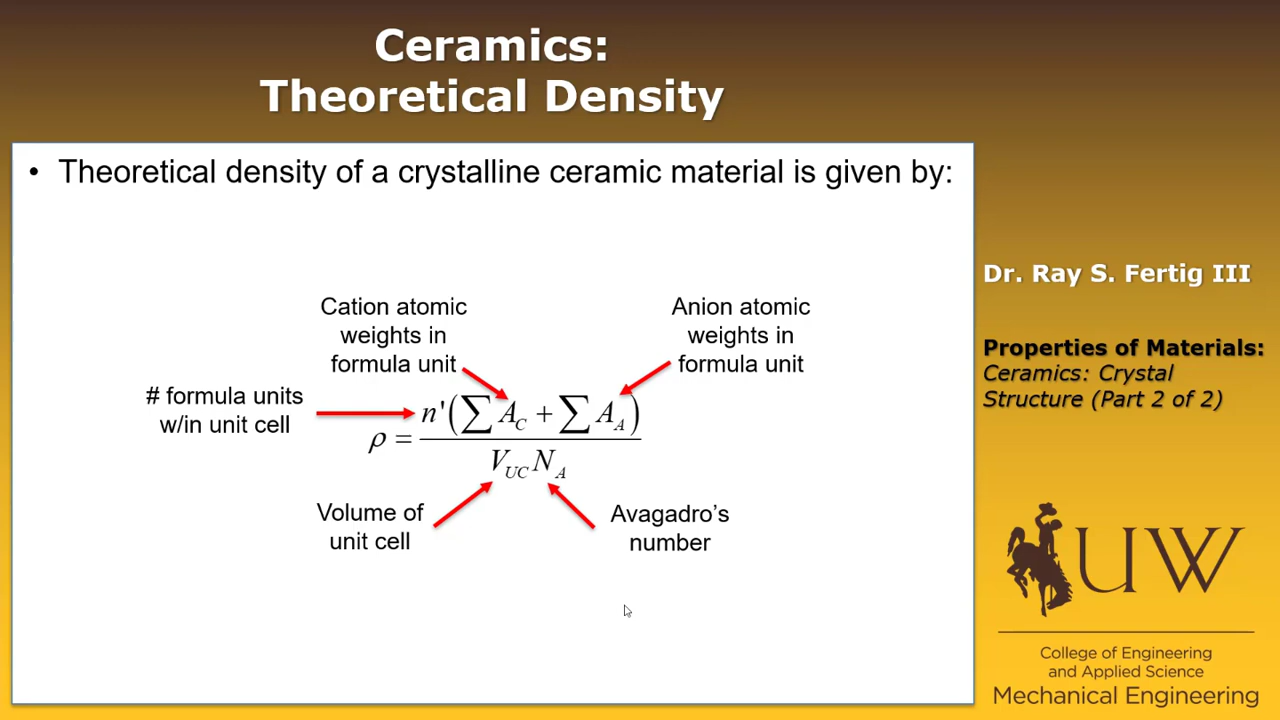 Ceramics:
Theoretical Density
• Theoretical density of a crystalline ceramic material is given by:
Cation atomic
weights in
formula unit
Anion atomic
weights in
formula unit
# formula units
w/in unit cell
ρ = n'(∑ A_C + ∑ A_A) / V_UC N_A
Volume of
unit cell
Avagadro's
number
Dr. Ray S. Fertig III
Properties of Materials:
Ceramics: Crystal
Structure (Part 2 of 2)
UW
College of Engineering
and Applied Science
Mechanical Engineering